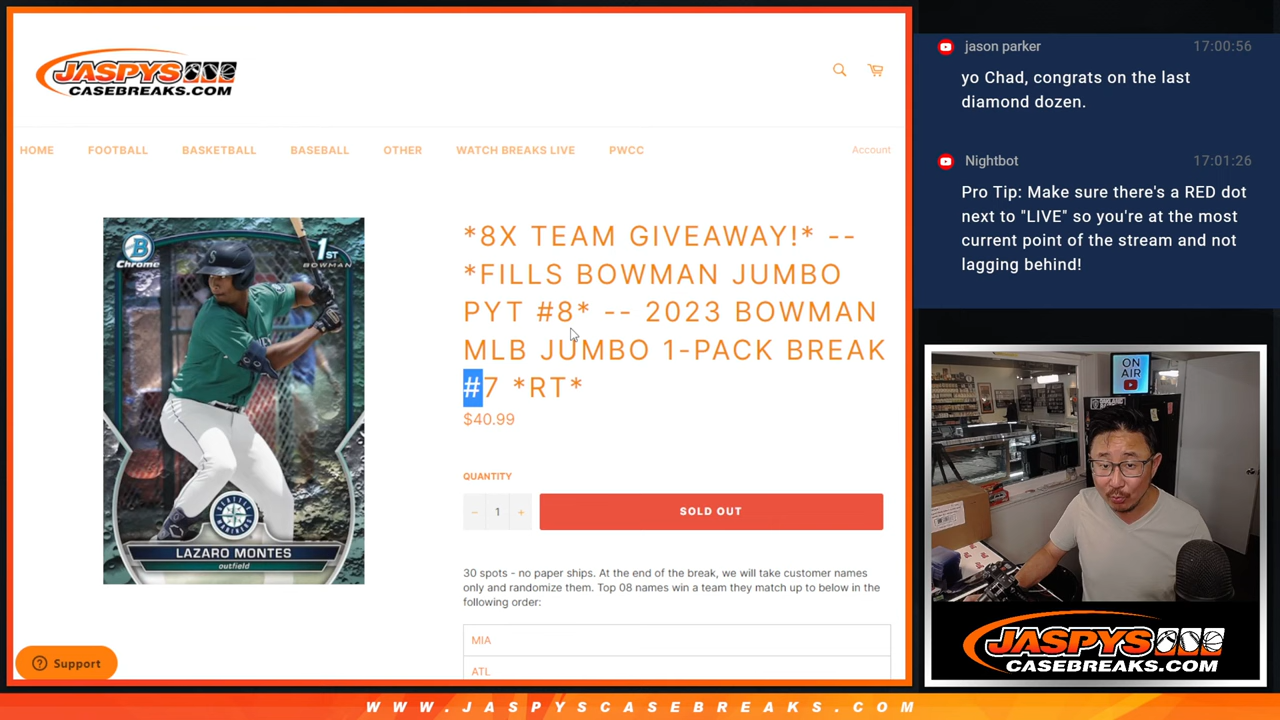 JASPYS
CASEBREAKS.COM
HOME FOOTBALL BASKETBALL BASEBALL OTHER WATCH BREAKS LIVE PWCC Account
B
Chrome
1ST
BOWMAN
S
LAZARO MONTES
outfield
*8X TEAM GIVEAWAY!* --
*FILLS BOWMAN JUMBO
PYT #8* -- 2023 BOWMAN
MLB JUMBO 1-PACK BREAK
#7 *RT*
$40.99
QUANTITY
− 1 + SOLD OUT
30 spots - no paper ships. At the end of the break, we will take customer names
only and randomize them. Top 08 names win a team they match up to below in the
following order:
MIA
ATL
Support
jason parker 17:00:56
yo Chad, congrats on the last
diamond dozen.
Nightbot 17:01:26
Pro Tip: Make sure there's a RED dot
next to "LIVE" so you're at the most
current point of the stream and not
lagging behind!
ON
AIR
JASPYS
CASEBREAKS.COM
WWW.JASPYSCASEBREAKS.COM